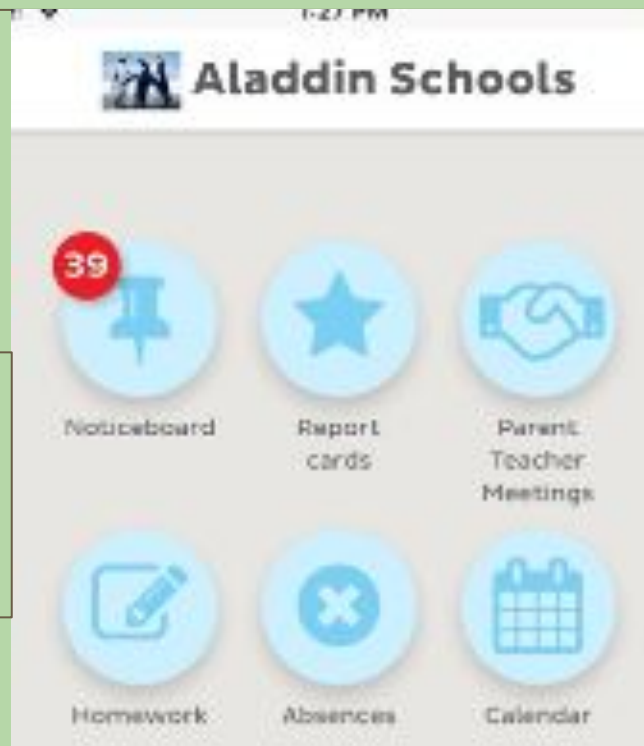 1:27 PM
Aladdin Schools
39
Noticeboard
Report
cards
Parent
Teacher
Meetings
Homework
Absences
Calendar